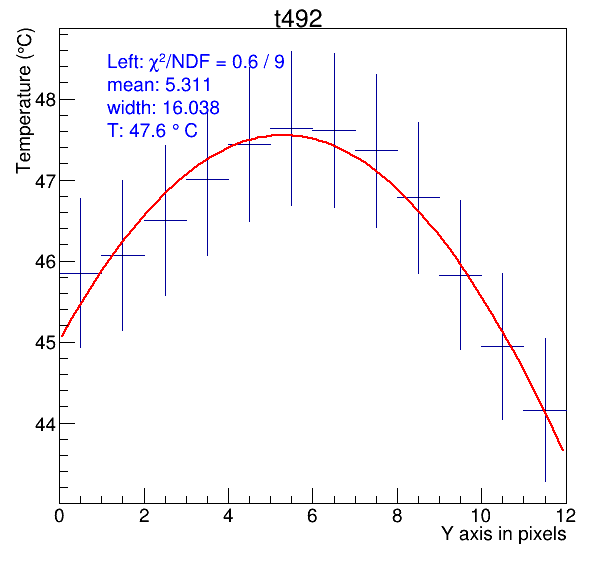 t492
Temperature (°C)
Left: χ²/NDF = 0.6 / 9
mean: 5.311
width: 16.038
T: 47.6 ° C
48
47
46
45
44
0 2 4 6 8 10 12
Y axis in pixels